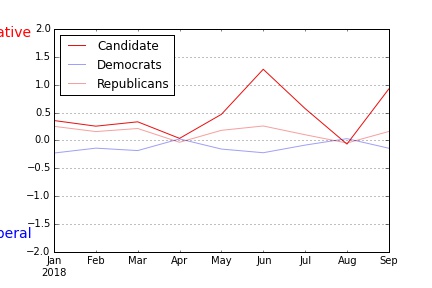 ative
beral
2.0
1.5
1.0
0.5
0.0
−0.5
−1.0
−1.5
−2.0
Candidate
Democrats
Republicans
Jan Feb Mar Apr May Jun Jul Aug Sep
2018